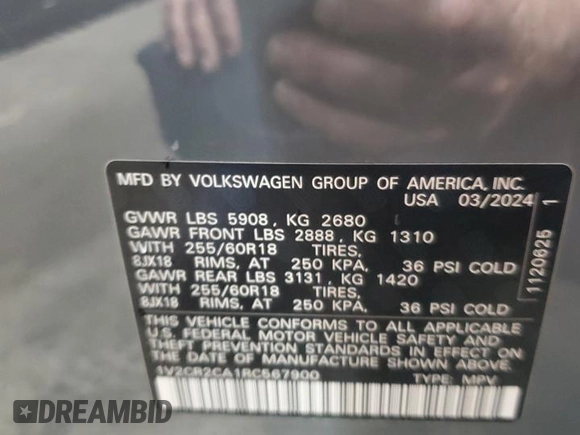 MFD BY VOLKSWAGEN GROUP OF AMERICA, INC.
USA 03/2024
GVWR LBS 5908, KG 2680
GAWR FRONT LBS 2888, KG 1310
WITH 255/60R18 TIRES,
8JX18 RIMS, AT 250 KPA, 36 PSI COLD
GAWR REAR LBS 3131, KG 1420
WITH 255/60R18 TIRES,
8JX18 RIMS, AT 250 KPA, 36 PSI COLD
THIS VEHICLE CONFORMS TO ALL APPLICABLE
U.S. FEDERAL MOTOR VEHICLE SAFETY AND
THEFT PREVENTION STANDARDS IN EFFECT ON
THE DATE OF MANUFACTURE SHOWN ABOVE.
1V2CR2CA1RC567900 TYPE: MPV
1120625 1
DREAMBID